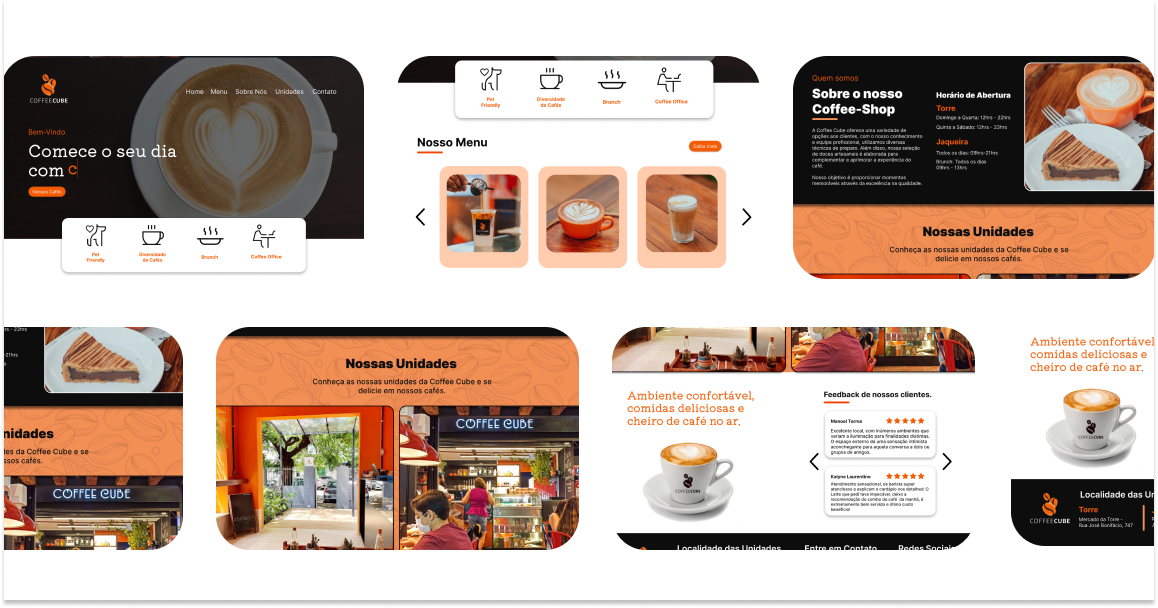 COFFEECUBE
Home Menu Sobre Nós Unidades Contato
Bem-Vindo
Comece o seu dia
com C
Nossos Cafés
Pet
Friendly
Diversidade
de Cafés
Brunch
Coffee Office
Pet
Friendly
Diversidade
de Cafés
Brunch
Coffee Office
Nosso Menu
Saiba mais
Quem somos
Sobre o nosso
Coffee-Shop
A Coffee Cube oferece uma variedade de
opções aos clientes, com o nosso conhecimento
e equipe profissional, utilizamos diversas
técnicas de preparo. Além disso, nossa seleção
de doces artesanais é elaborada para
complementar e aprimorar a experiência do
café.
Nosso objetivo é proporcionar momentos
memoráveis através da excelência na qualidade.
Horário de Abertura
Torre
Domingo a Quarta: 12hrs - 22hrs
Quinta a Sábado: 12hrs - 23hrs
Jaqueira
Todos os dias: 09hrs-21hrs
Brunch: Todos os dias
09hrs - 13hrs
Nossas Unidades
Conheça as nossas unidades da Coffee Cube e se
delicie em nossos cafés.
rs - 23hrs
-21hrs
nidades
des da Coffee Cube e se
ssos cafés.
COFFEE CUBE
Nossas Unidades
Conheça as nossas unidades da Coffee Cube e se
delicie em nossos cafés.
COFFEE CUBE
Ambiente confortável,
comidas deliciosas e
cheiro de café no ar.
COFFEECUBE
Feedback de nossos clientes.
Manoel Torres
Excelente local, com inúmeros ambientes que
variam a iluminação para finalidades distintas.
O espaço externo da uma sensação intimista
aconchegante para aquela conversa a dois ou
grupos de amigos.
Kalyne Laurentino
Atendimento sensacional, os barista super
atenciosos e explicam o cardápio nos detalhes! O
Latte que pedi tava impecável, deixo a
recomendação do combo de café da manhã, é
extremamente bem servido e ótimo custo
benefício!
Localidade das Unidades Entre em Contato Redes Sociais
Ambiente confortável
comidas deliciosas e
cheiro de café no ar.
COFFEECUBE
COFFEECUBE
Localidade das Un
Torre
Mercado da Torre -
Rua José Bonifácio, 747